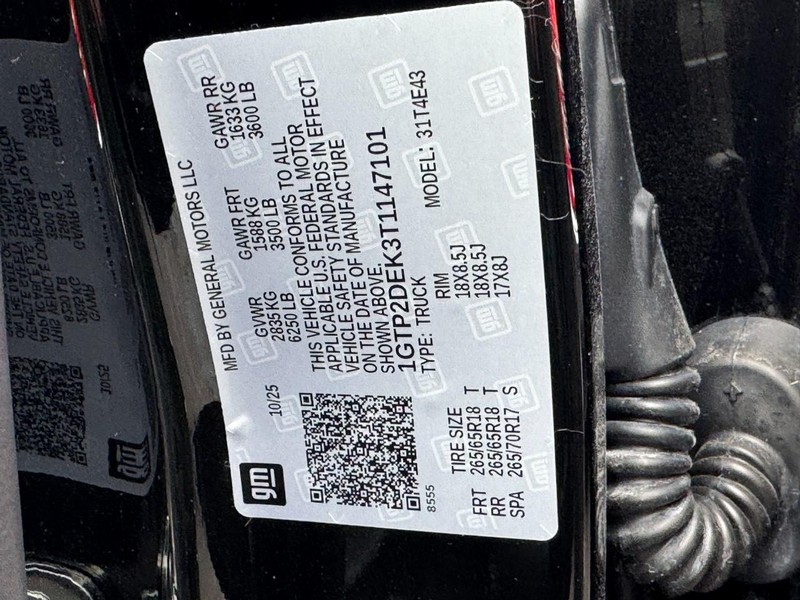 MFD BY GENERAL MOTORS LLC
gm
10/25
GVWR GAWR FRT GAWR RR
2835 KG 1588 KG 1633 KG
6250 LB 3500 LB 3600 LB
THIS VEHICLE CONFORMS TO ALL
APPLICABLE U.S. FEDERAL MOTOR
VEHICLE SAFETY STANDARDS IN EFFECT
ON THE DATE OF MANUFACTURE
SHOWN ABOVE.
1GTP2DEK3T1147101
TYPE: TRUCK MODEL: 31T4E43
8555
TIRE SIZE RIM
FRT 265/65R18 T 18X8.5J
RR 265/65R18 T 18X8.5J
SPA 265/70R17 S 17X8J